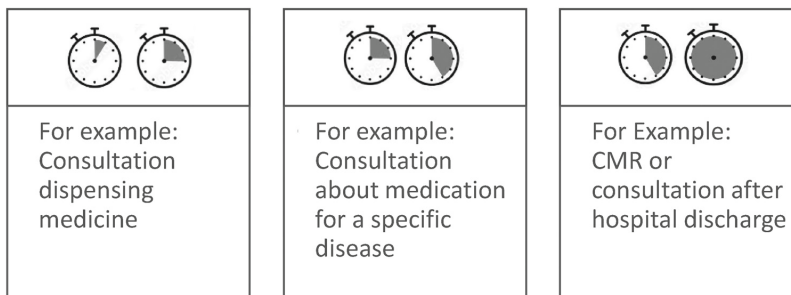 For example:
Consultation
dispensing
medicine
For example:
Consultation
about medication
for a specific
disease
For Example:
CMR or
consultation after
hospital discharge